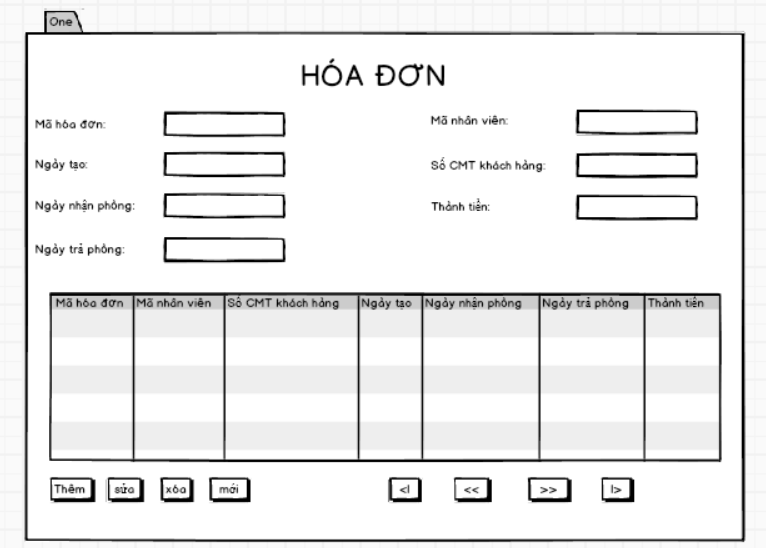 One
HÓA ĐƠN
Mã hóa đơn:
Mã nhân viên:
Ngày tạo:
Số CMT khách hàng:
Ngày nhận phòng:
Thành tiền:
Ngày trả phòng:
Mã hóa đơn Mã nhân viên Số CMT khách hàng Ngày tạo Ngày nhận phòng Ngày trả phòng Thành tiền
Thêm sửa xóa mới <| << >> |>